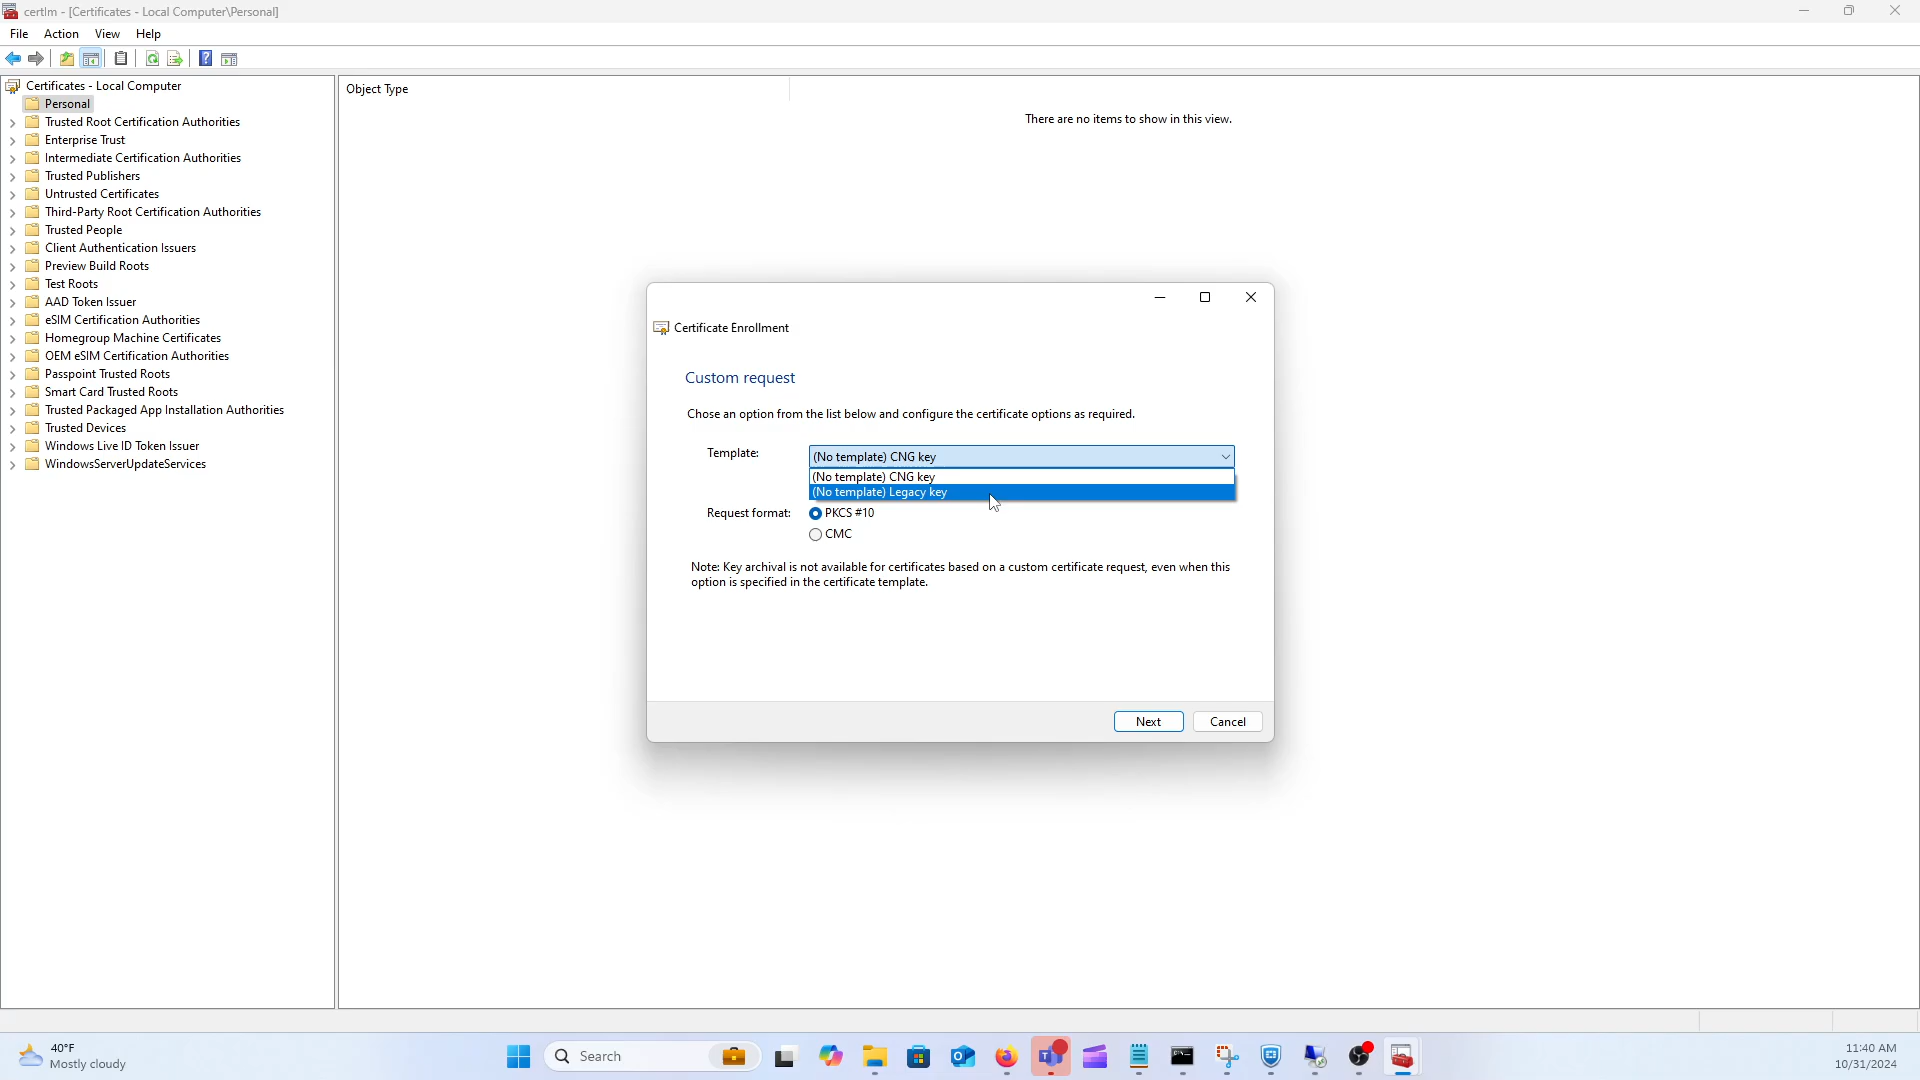 certlm - [Certificates - Local Computer\Personal]
File Action View Help
Certificates - Local Computer
Personal
Trusted Root Certification Authorities
Enterprise Trust
Intermediate Certification Authorities
Trusted Publishers
Untrusted Certificates
Third-Party Root Certification Authorities
Trusted People
Client Authentication Issuers
Preview Build Roots
Test Roots
AAD Token Issuer
eSIM Certification Authorities
Homegroup Machine Certificates
OEM eSIM Certification Authorities
Passpoint Trusted Roots
Smart Card Trusted Roots
Trusted Packaged App Installation Authorities
Trusted Devices
Windows Live ID Token Issuer
WindowsServerUpdateServices
Object Type
There are no items to show in this view.
Certificate Enrollment
Custom request
Chose an option from the list below and configure the certificate options as required.
Template: (No template) CNG key
(No template) CNG key
(No template) Legacy key
Request format: PKCS #10
CMC
Note: Key archival is not available for certificates based on a custom certificate request, even when this
option is specified in the certificate template.
Next Cancel
40°F
Mostly cloudy
Search
11:40 AM
10/31/2024